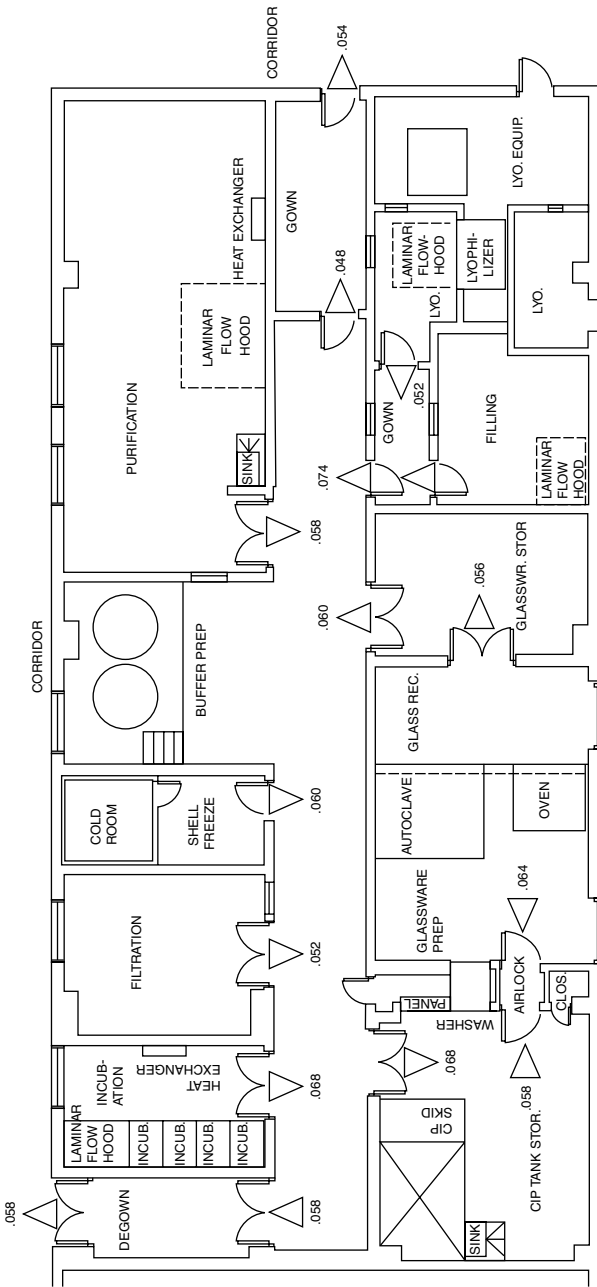 CORRIDOR
CORRIDOR
.058
DEGOWN
.058
LAMINAR
FLOW
HOOD
INCUB-
ATION
HEAT
EXCHANGER
INCUB.
INCUB.
INCUB.
INCUB.
.068
FILTRATION
.052
COLD
ROOM
SHELL
FREEZE
.060
BUFFER PREP
PURIFICATION
SINK
LAMINAR
FLOW
HOOD
HEAT EXCHANGER
.058
GOWN
.048
.054
CIP
SKID
SINK
CIP TANK STOR.
.068
PANEL
WASHER
.058
AIRLOCK
CLOS.
.064
GLASSWARE
PREP
AUTOCLAVE
OVEN
GLASS REC.
.056
.060
GLASSWR. STOR
.074
GOWN
.052
FILLING
LAMINAR
FLOW
HOOD
LAMINAR
FLOW-
HOOD
LYO.
LYOPHI-
LIZER
LYO.
LYO. EQUIP.